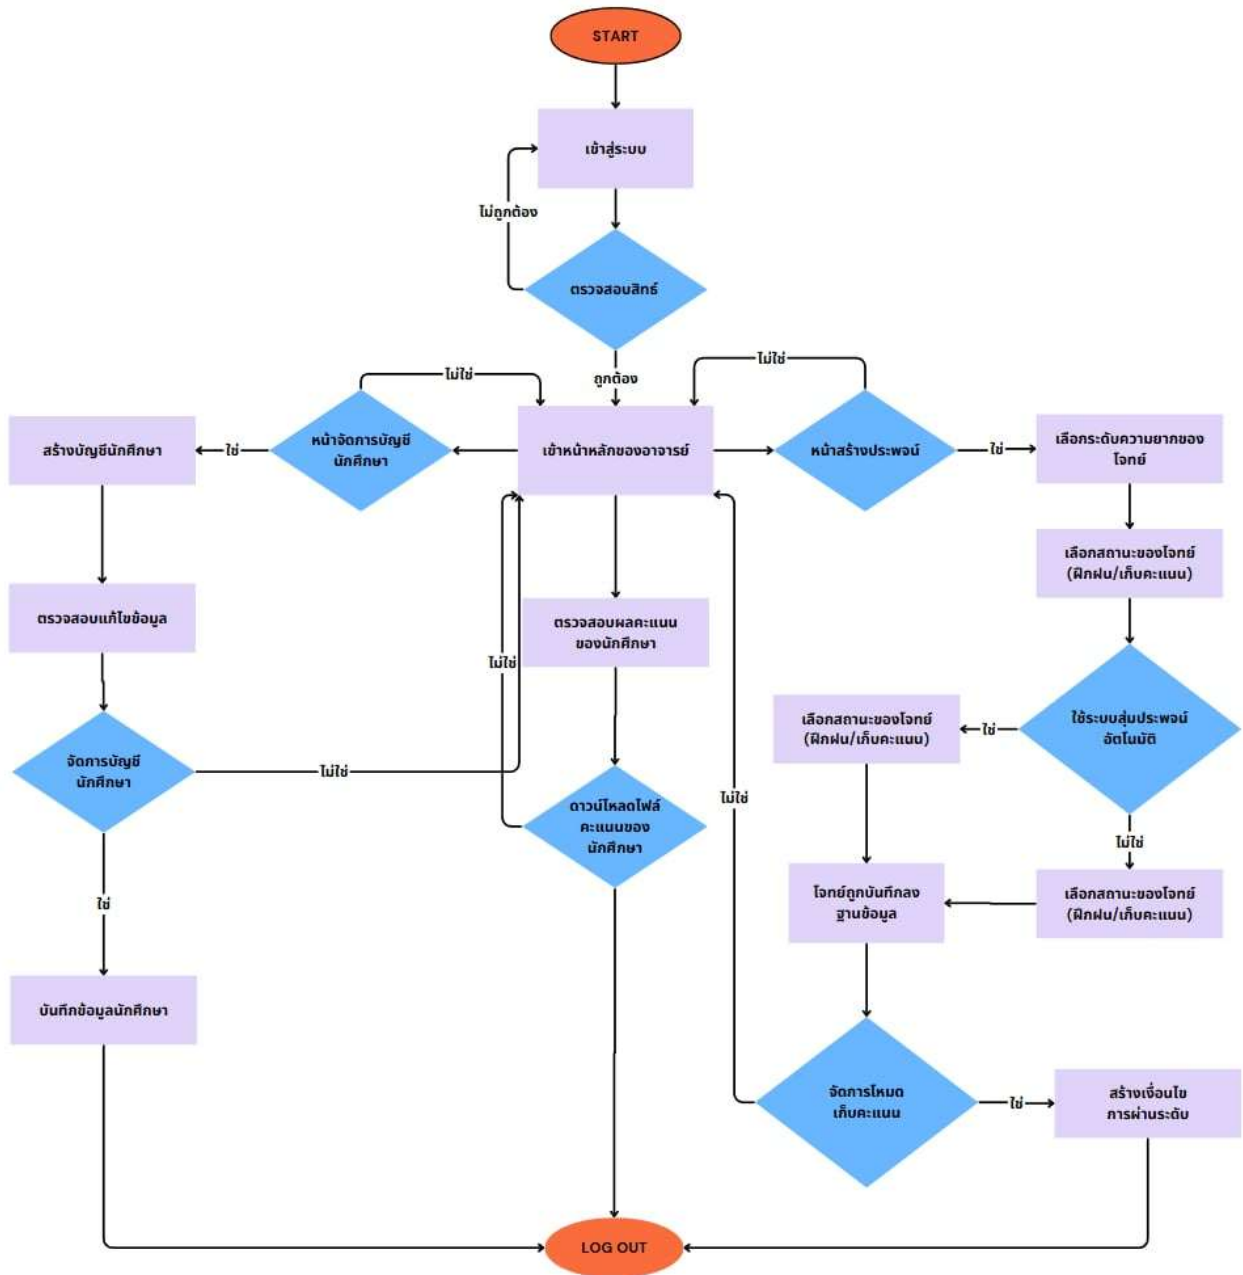 START
เข้าสู่ระบบ
ไม่ถูกต้อง
ตรวจสอบสิทธ์
ถูกต้อง
ไม่ใช่
ไม่ใช่
สร้างบัญชีนักศึกษา
ใช่
หน้าจัดการบัญชี
นักศึกษา
เข้าหน้าหลักของอาจารย์
หน้าสร้างประพจน์
ใช่
เลือกระดับความยากของ
โจทย์
เลือกสถานะของโจทย์
(ฝึกฝน/เก็บคะแนน)
ตรวจสอบแก้ไขข้อมูล
ตรวจสอบผลคะแนน
ของนักศึกษา
ไม่ใช่
เลือกสถานะของโจทย์
(ฝึกฝน/เก็บคะแนน)
ใช่
ใช้ระบบสุ่มประพจน์
อัตโนมัติ
จัดการบัญชี
นักศึกษา
ไม่ใช่
ดาวน์โหลดไฟล์
คะแนนของ
นักศึกษา
ไม่ใช่
ไม่ใช่
ใช่
โจทย์ถูกบันทึกลง
ฐานข้อมูล
เลือกสถานะของโจทย์
(ฝึกฝน/เก็บคะแนน)
บันทึกข้อมูลนักศึกษา
จัดการโหมต
เก็บคะแนน
ใช่
สร้างเงื่อนไข
การผ่านระดับ
LOG OUT